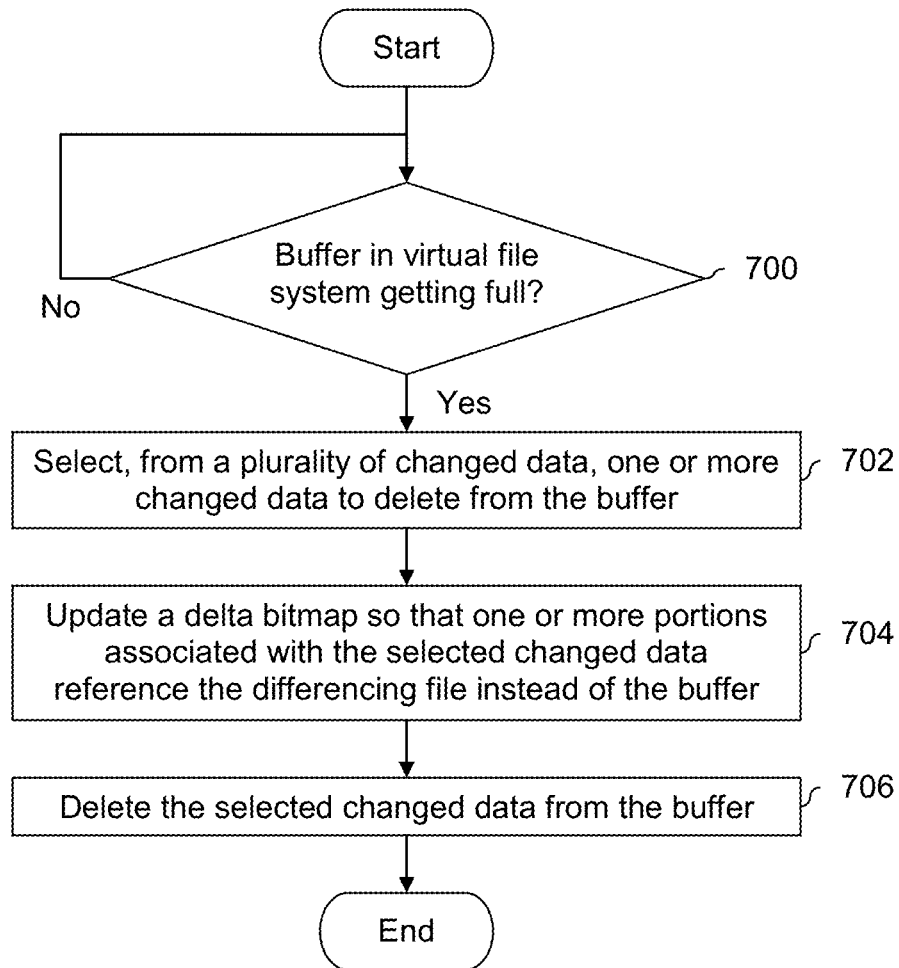 Start
Buffer in virtual file
system getting full?
700
No
Yes
Select, from a plurality of changed data, one or more
changed data to delete from the buffer
702
Update a delta bitmap so that one or more portions
associated with the selected changed data
reference the differencing file instead of the buffer
704
Delete the selected changed data from the buffer
706
End